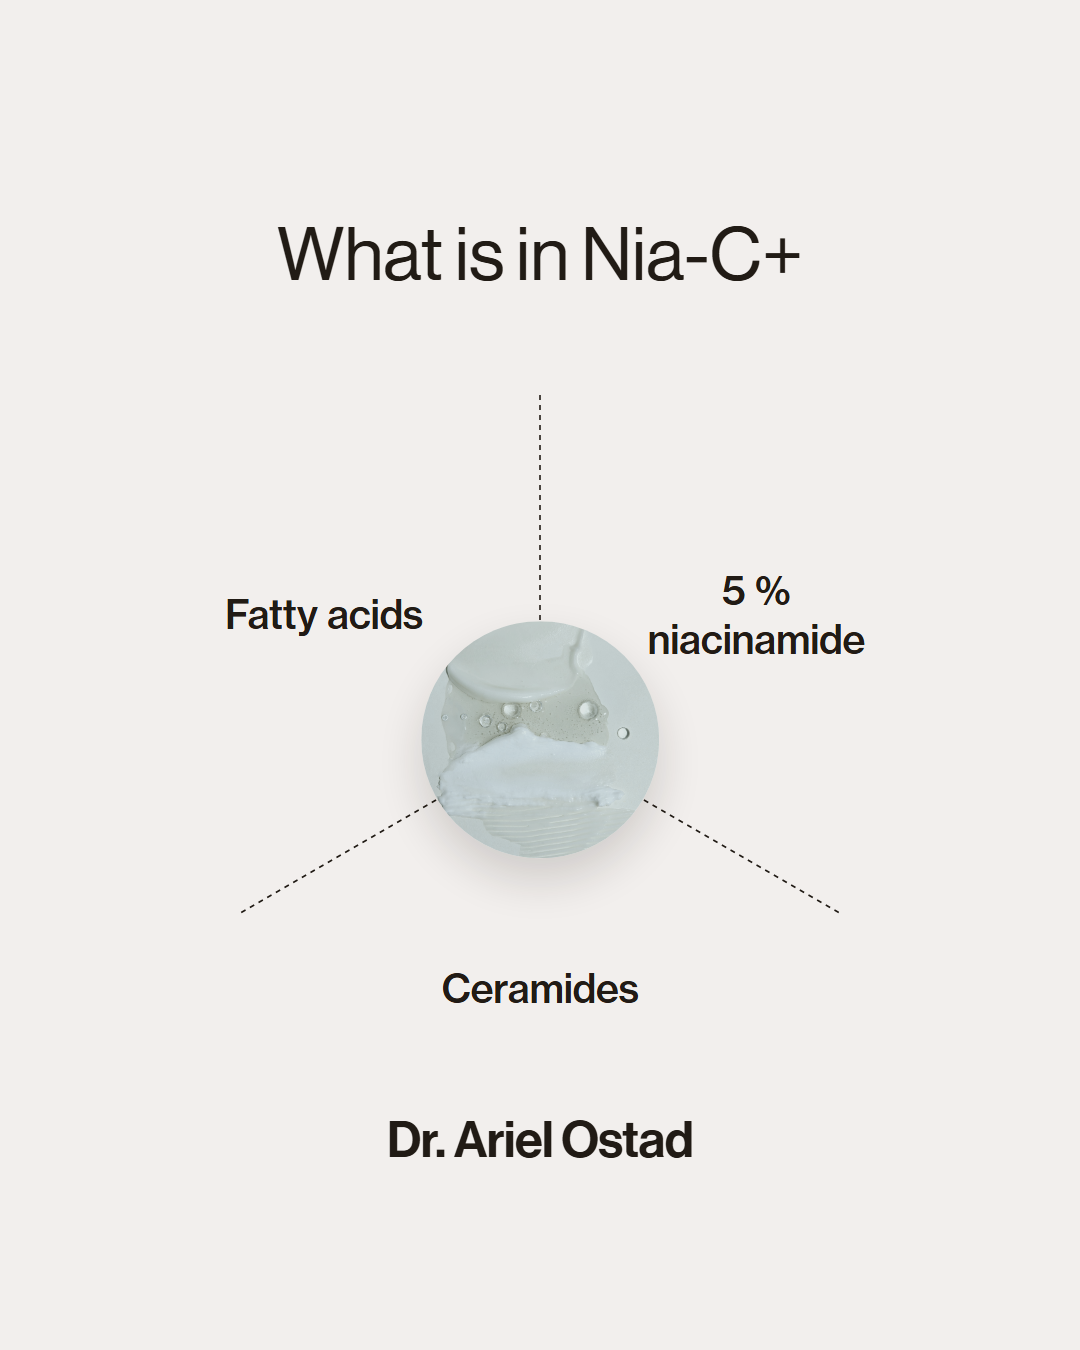 What is in Nia-C+
Fatty acids
5 %
niacinamide
Ceramides
Dr. Ariel Ostad